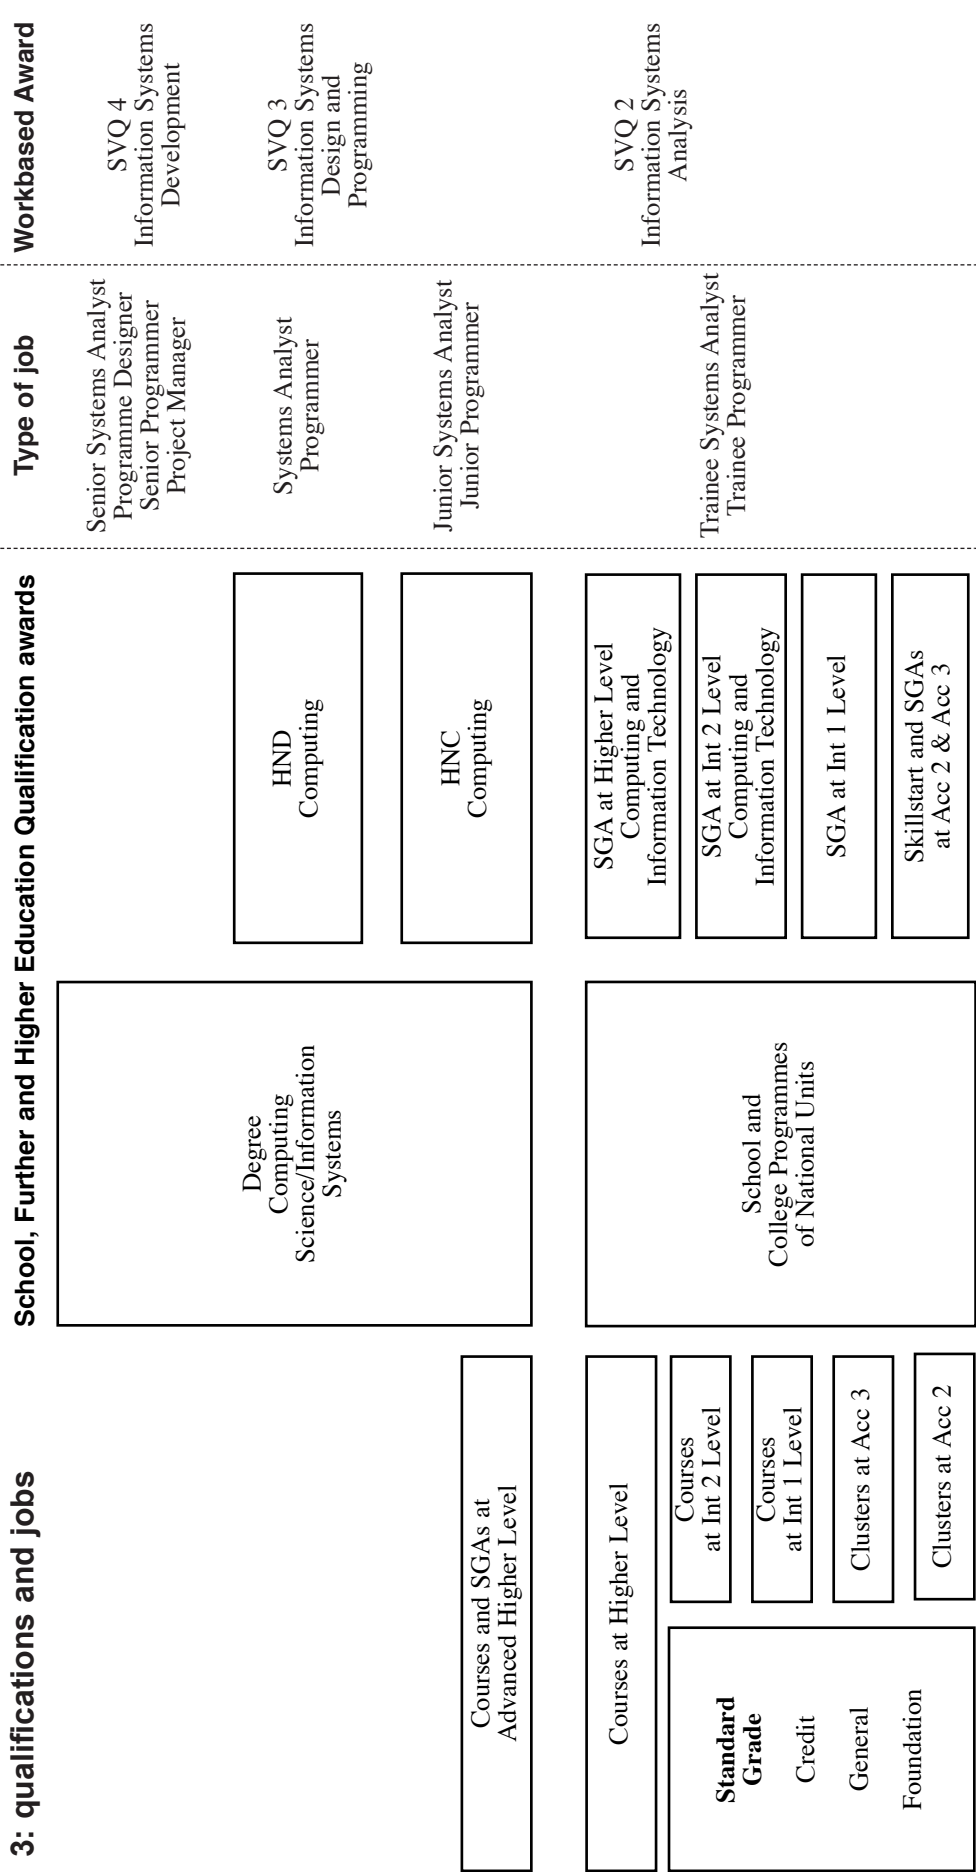 3: qualifications and jobs
School, Further and Higher Education Qualification awards
Type of job
Workbased Award
Senior Systems Analyst
Programme Designer
Senior Programmer
Project Manager
SVQ 4
Information Systems
Development
Degree
Computing
Science/Information
Systems
HND
Computing
Systems Analyst
Programmer
SVQ 3
Information Systems
Design and
Programming
Courses and SGAs at
Advanced Higher Level
HNC
Computing
Junior Systems Analyst
Junior Programmer
Courses at Higher Level
School and
College Programmes
of National Units
SGA at Higher Level
Computing and
Information Technology
Trainee Systems Analyst
Trainee Programmer
SVQ 2
Information Systems
Analysis
Standard
Grade
Credit
General
Foundation
Courses
at Int 2 Level
SGA at Int 2 Level
Computing and
Information Technology
Courses
at Int 1 Level
SGA at Int 1 Level
Clusters at Acc 3
Skillstart and SGAs
at Acc 2 & Acc 3
Clusters at Acc 2